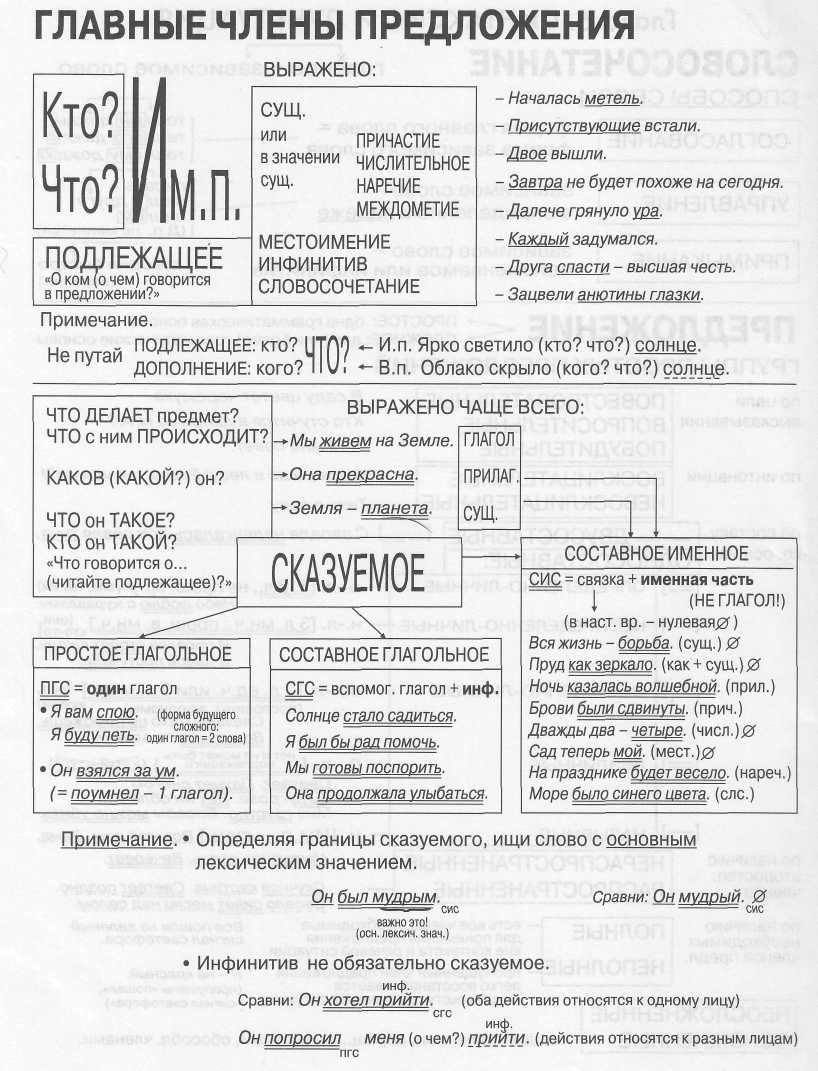 ГЛАВНЫЕ ЧЛЕНЫ ПРЕДЛОЖЕНИЯ
Кто?
Что?
Им.п.
ПОДЛЕЖАЩЕЕ
«О ком (о чем) говорится
в предложении?»
ВЫРАЖЕНО:
СУЩ.
или
в значении
сущ.
ПРИЧАСТИЕ
ЧИСЛИТЕЛЬНОЕ
НАРЕЧИЕ
МЕЖДОМЕТИЕ
МЕСТОИМЕНИЕ
ИНФИНИТИВ
СЛОВОСОЧЕТАНИЕ
– Началась метель.
– Присутствующие встали.
– Двое вышли.
– Завтра не будет похоже на сегодня.
– Далече грянуло ура.
– Каждый задумался.
– Друга спасти – высшая честь.
– Зацвели анютины глазки.
Примечание.
Не путай
ПОДЛЕЖАЩЕЕ: кто?
ДОПОЛНЕНИЕ: кого?
ЧТО?
И.п. Ярко светило (кто? что?) солнце.
В.п. Облако скрыло (кого? что?) солнце.
ЧТО ДЕЛАЕТ предмет?
ЧТО с ним ПРОИСХОДИТ?
КАКОВ (КАКОЙ?) он?
ЧТО он ТАКОЕ?
КТО он ТАКОЙ?
«Что говорится о...
(читайте подлежащее)?»
ВЫРАЖЕНО ЧАЩЕ ВСЕГО:
Мы живем на Земле.
Она прекрасна.
Земля – планета.
ГЛАГОЛ
ПРИЛАГ.
СУЩ.
СКАЗУЕМОЕ
ПРОСТОЕ ГЛАГОЛЬНОЕ
ПГС = один глагол
• Я вам спою.
Я буду петь.
(форма будущего
сложного:
один глагол = 2 слова)
• Он взялся за ум.
(= поумнел – 1 глагол).
СОСТАВНОЕ ГЛАГОЛЬНОЕ
СГС = вспомог. глагол + инф.
Солнце стало садиться.
Я был бы рад помочь.
Мы готовы поспорить.
Она продолжала улыбаться.
СОСТАВНОЕ ИМЕННОЕ
СИС = связка + именная часть
(НЕ ГЛАГОЛ!)
(в наст. вр. – нулевая∅)
Вся жизнь – борьба. (сущ.) ∅
Пруд как зеркало. (как + сущ.) ∅
Ночь казалась волшебной. (прил.)
Брови были сдвинуты. (прич.)
Дважды два – четыре. (числ.) ∅
Сад теперь мой. (мест.) ∅
На празднике будет весело. (нареч.)
Море было синего цвета. (слс.)
Примечание. • Определяя границы сказуемого, ищи слово с основным
лексическим значением.
Он был мудрым.
сис
важно это!
(осн. лексич. знач.)
Сравни: Он мудрый. ∅
сис
• Инфинитив не обязательно сказуемое.
инф.
Сравни: Он хотел прийти. (оба действия относятся к одному лицу)
сгс
инф.
Он попросил меня (о чем?) прийти. (действия относятся к разным лицам)
пгс